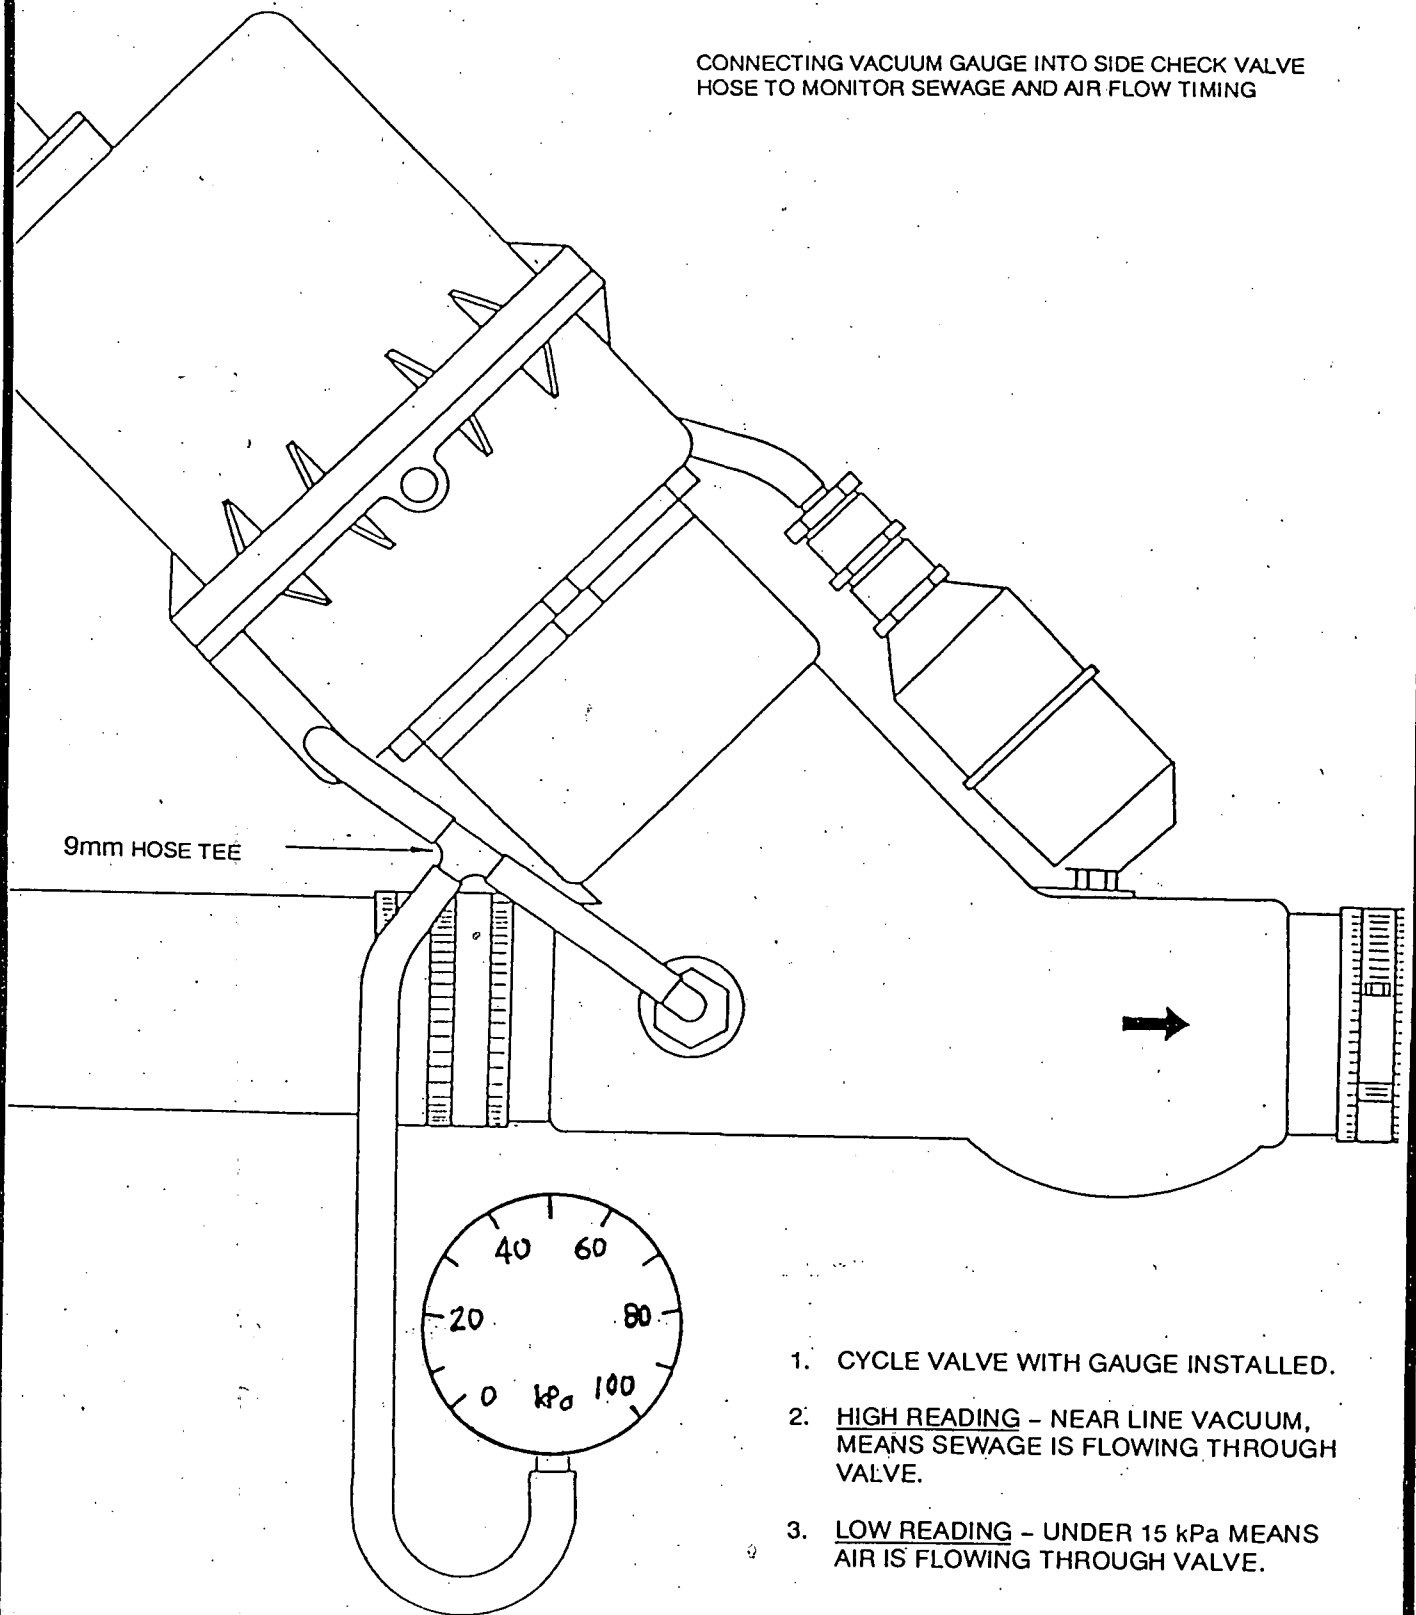 CONNECTING VACUUM GAUGE INTO SIDE CHECK VALVE
HOSE TO MONITOR SEWAGE AND AIR FLOW TIMING
9mm HOSE TEE
40 60
20 80
0 kPa 100
1. CYCLE VALVE WITH GAUGE INSTALLED.
2. HIGH READING – NEAR LINE VACUUM,
MEANS SEWAGE IS FLOWING THROUGH
VALVE.
3. LOW READING – UNDER 15 kPa MEANS
AIR IS FLOWING THROUGH VALVE.